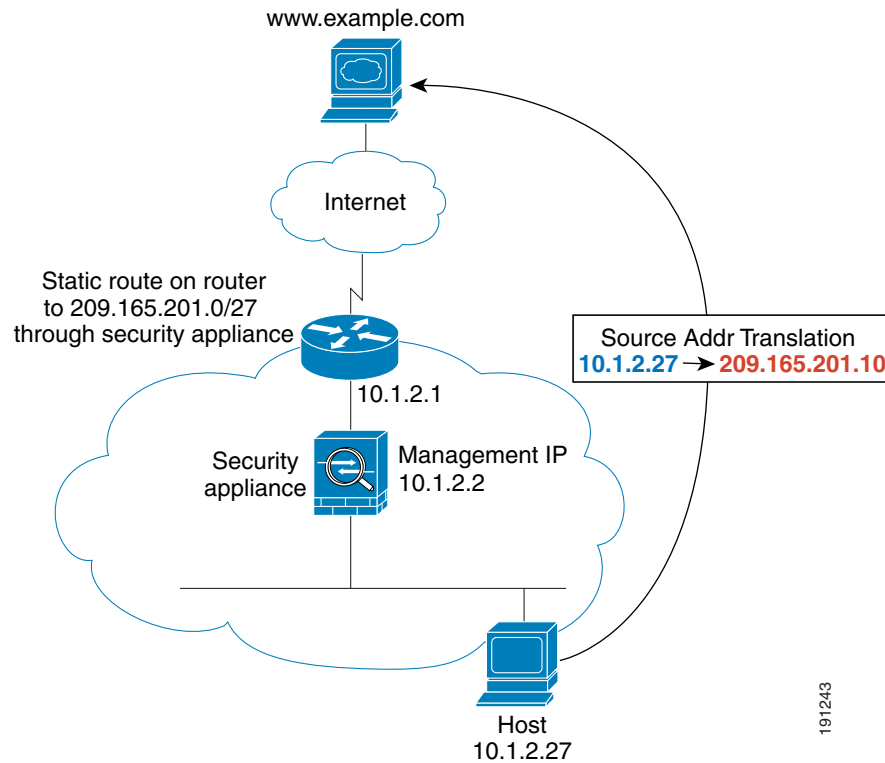 www.example.com
Internet
Static route on router
to 209.165.201.0/27
through security appliance
Source Addr Translation
10.1.2.27 209.165.201.10
10.1.2.1
Security
appliance
Management IP
10.1.2.2
Host
10.1.2.27
191243